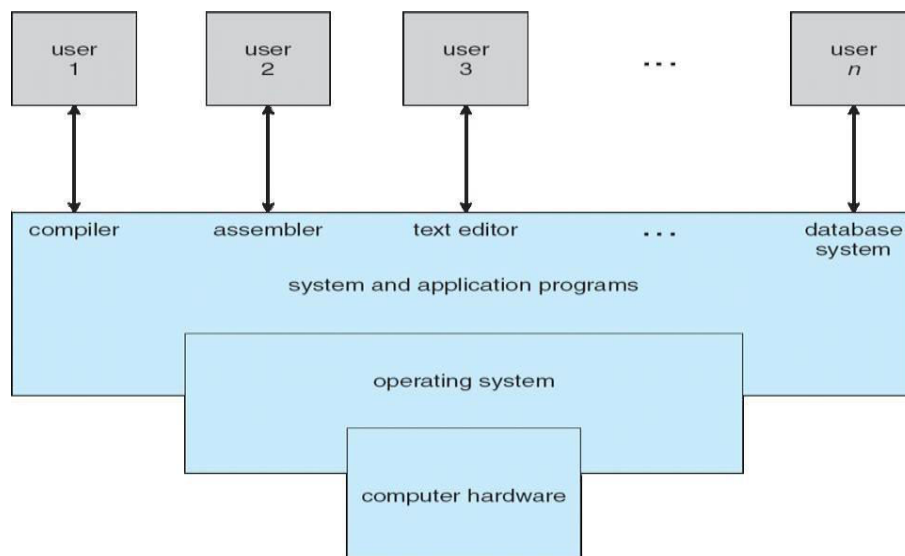 user
1
user
2
user
3
...
user
n
compiler
assembler
text editor
...
database
system
system and application programs
operating system
computer hardware